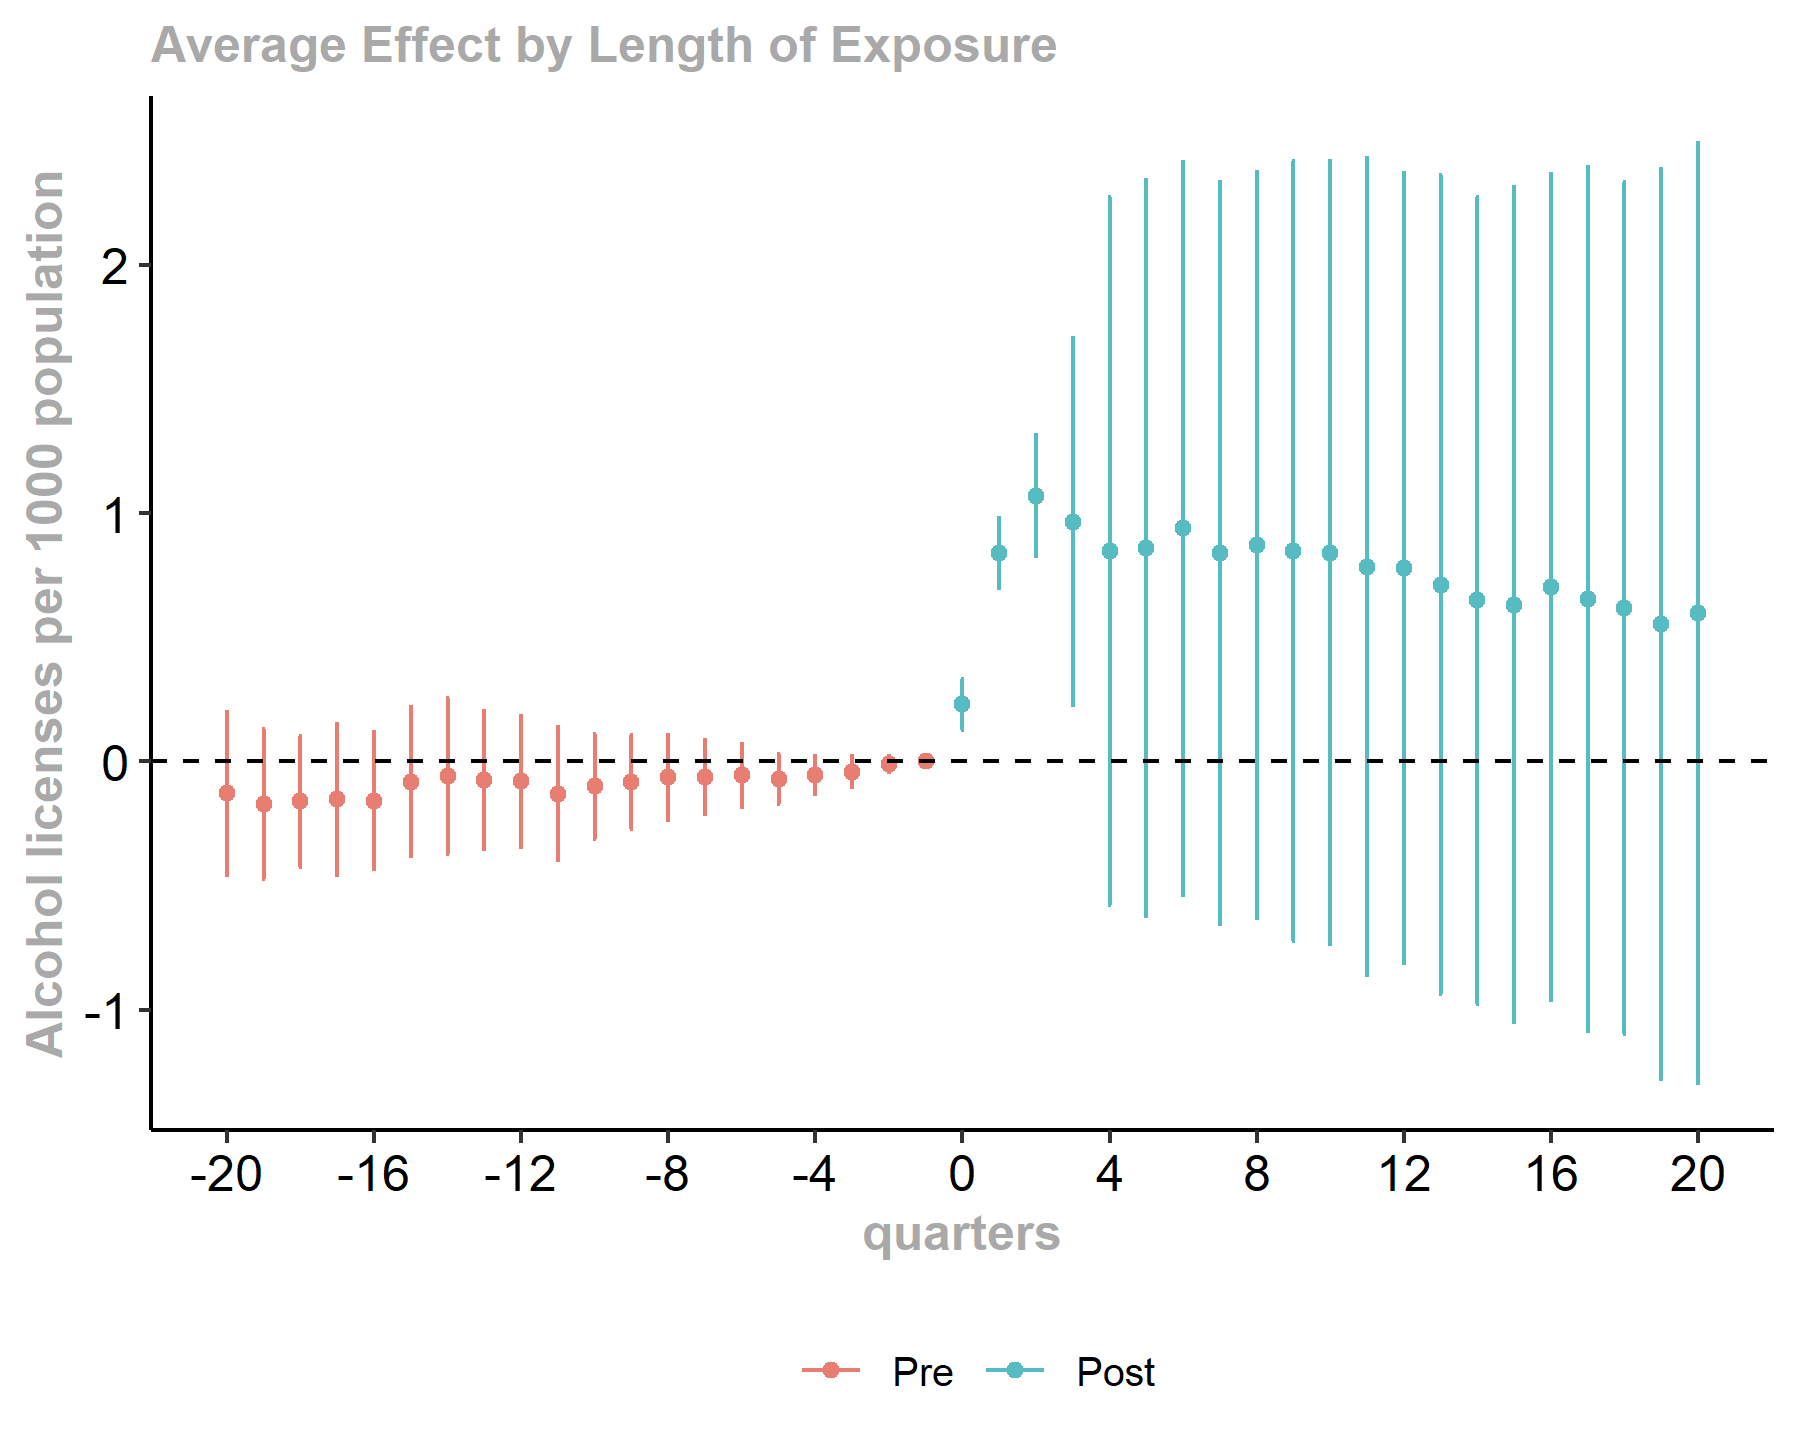 Average Effect by Length of Exposure
Alcohol licenses per 1000 population
2
1
0
-1
-20 -16 -12 -8 -4 0 4 8 12 16 20
quarters
Pre Post